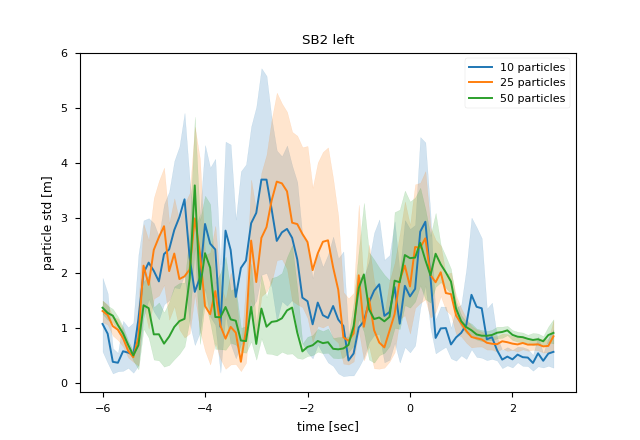 SB2 left
10 particles
25 particles
50 particles
particle std [m]
6
5
4
3
2
1
0
−6 −4 −2 0 2
time [sec]